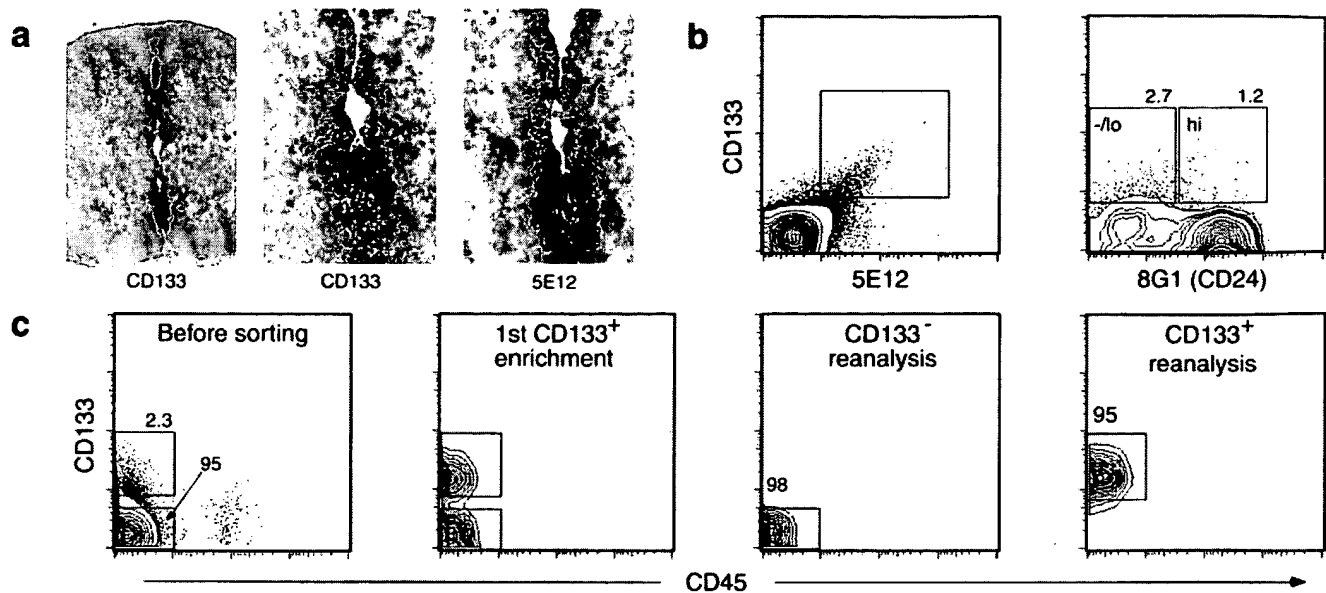 a
CD133
CD133
5E12
b
CD133
2.7
1.2
-/lo
hi
5E12
8G1 (CD24)
c
Before sorting
CD133
2.3
95
1st CD133⁺
enrichment
CD133⁻
reanalysis
98
CD133⁺
reanalysis
95
CD45